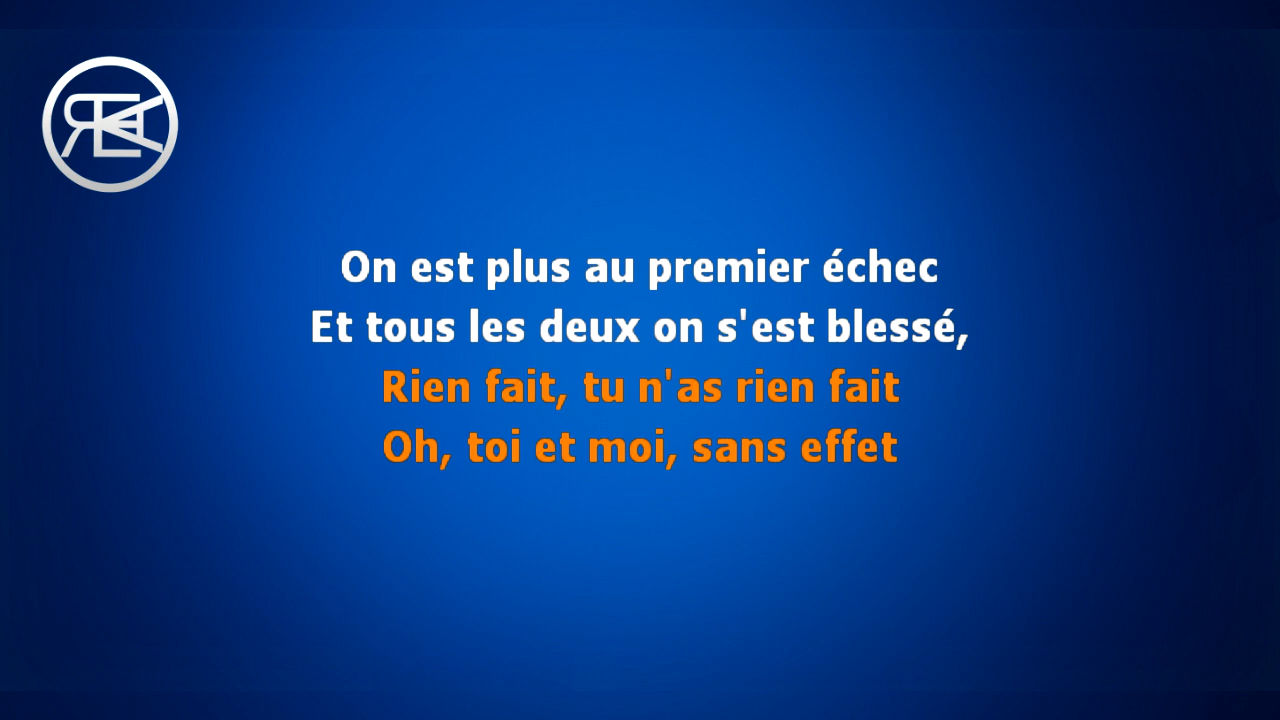 On est plus au premier échec
Et tous les deux on s'est blessé,
Rien fait, tu n'as rien fait
Oh, toi et moi, sans effet